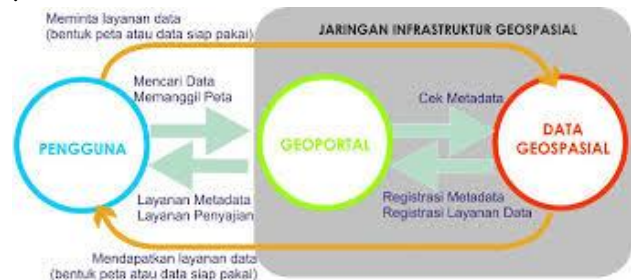 Meminta layanan data
(bentuk peta atau data siap pakai)
JARINGAN INFRASTRUKTUR GEOSPASIAL
Mencari Data
Memanggil Peta
Cek Metadata
PENGGUNA
GEOPORTAL
DATA
GEOSPASIAL
Layanan Metadata
Layanan Penyajian
Registrasi Metadata
Registrasi Layanan Data
Mendapatkan layanan data
(bentuk peta atau data siap pakai)